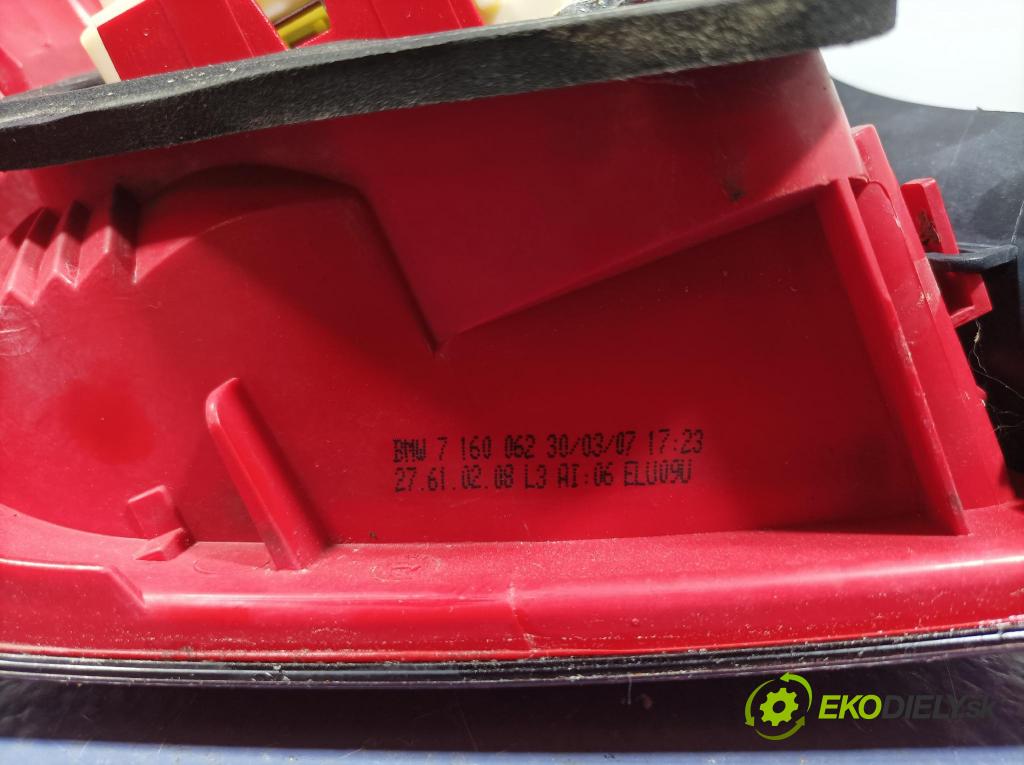 BMW 7 160 062 30/03/07 17:23
27.61.02.08 L3 AI:06 ELU09U
EKODIELY.sk